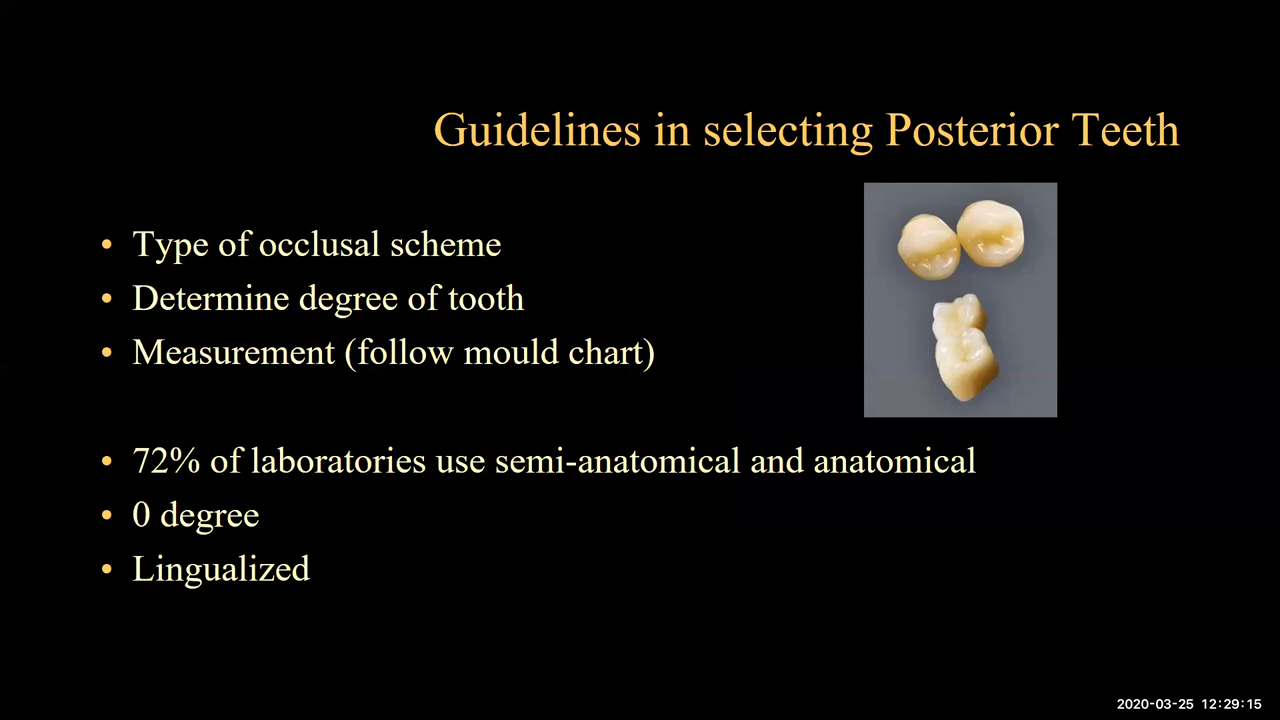 Guidelines in selecting Posterior Teeth
• Type of occlusal scheme
• Determine degree of tooth
• Measurement (follow mould chart)
• 72% of laboratories use semi-anatomical and anatomical
• 0 degree
• Lingualized
2020-03-25 12:29:15